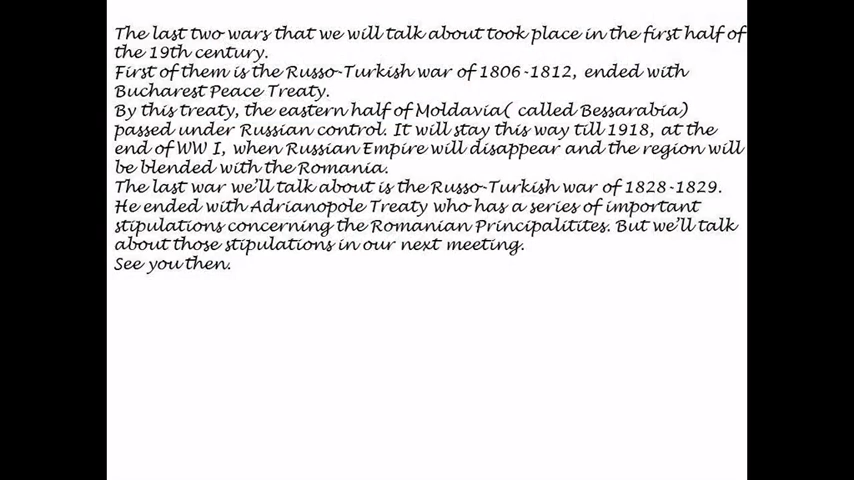 The last two wars that we will talk about took place in the first half of
the 19th century.
First of them is the Russo-Turkish war of 1806-1812, ended with
Bucharest Peace Treaty.
By this treaty, the eastern half of Moldavia( called Bessarabia)
passed under Russian control. It will stay this way till 1918, at the
end of WW I, when Russian Empire will disappear and the region will
be blended with the Romania.
The last war we'll talk about is the Russo-Turkish war of 1828-1829.
He ended with Adrianopole Treaty who has a series of important
stipulations concerning the Romanian Principalitites. But we'll talk
about those stipulations in our next meeting.
See you then.